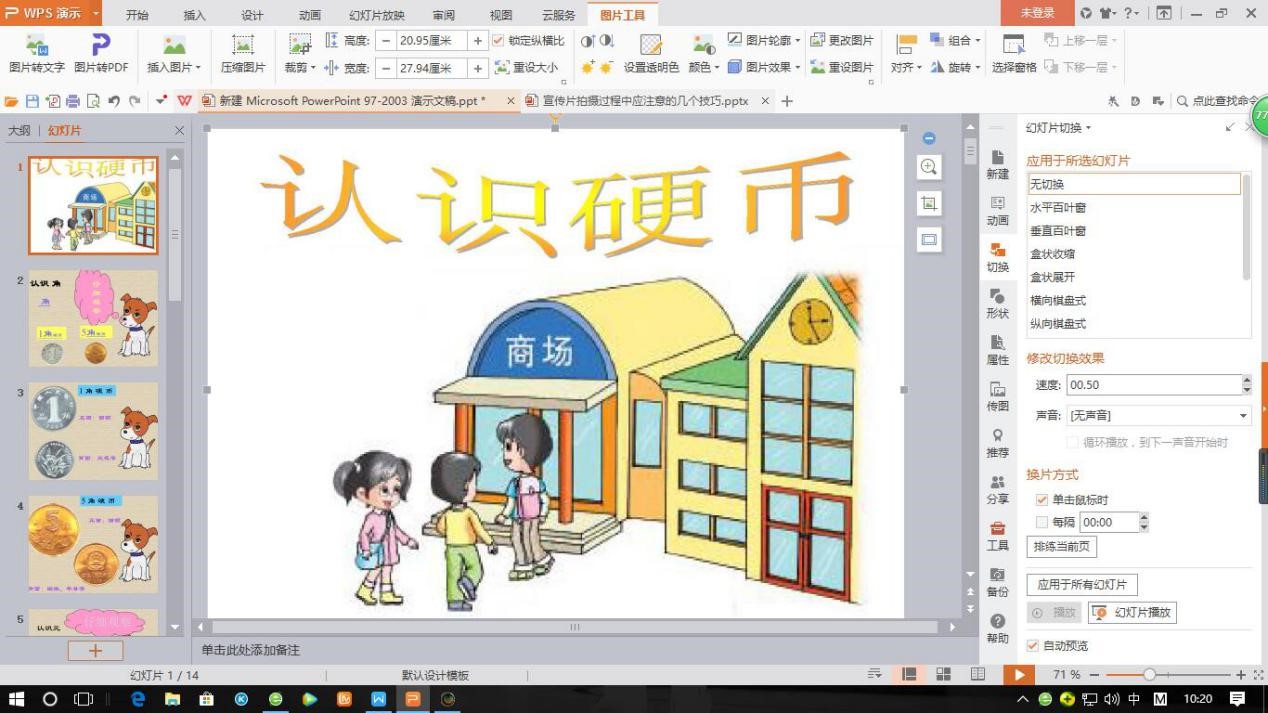 WPS 演示
开始 插入 设计 动画 幻灯片放映 审阅 视图 云服务 图片工具
未登录
图片转文字 图片转PDF 插入图片 压缩图片 裁剪
高度: 20.95厘米 锁定纵横比
宽度: 27.94厘米 重设大小
设置透明色 颜色
图片轮廓 更改图片
图片效果 重设图片
对齐 组合 旋转 选择窗格 上移一层 下移一层
新建 Microsoft PowerPoint 97-2003 演示文稿.ppt *
宣传片拍摄过程中应注意的几个技巧.pptx
点此查找命令
77
大纲 幻灯片
1
认识硬币
商场
2
认识 角
角
1角
5角
3
1角硬币
4
5角硬币
5
仔细观察
认识硬币
商场
单击此处添加备注
新建
动画
切换
形状
属性
传图
推荐
分享
工具
备份
帮助
幻灯片切换
应用于所选幻灯片
无切换
水平百叶窗
垂直百叶窗
盒状收缩
盒状展开
横向棋盘式
纵向棋盘式
修改切换效果
速度: 00.50
声音: [无声音]
循环播放，到下一声音开始时
换片方式
单击鼠标时
每隔 00:00
排练当前页
应用于所有幻灯片
播放 幻灯片播放
自动预览
幻灯片 1 / 14 默认设计模板 71 %
中 M 10:20